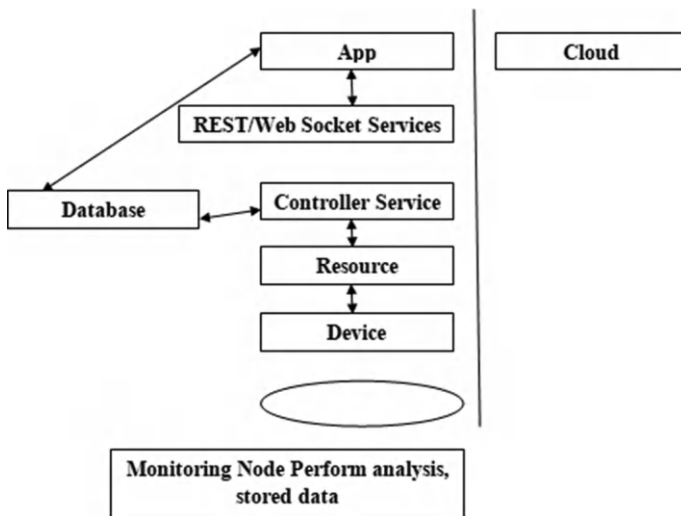 App
Cloud
REST/Web Socket Services
Database
Controller Service
Resource
Device
Monitoring Node Perform analysis,
stored data